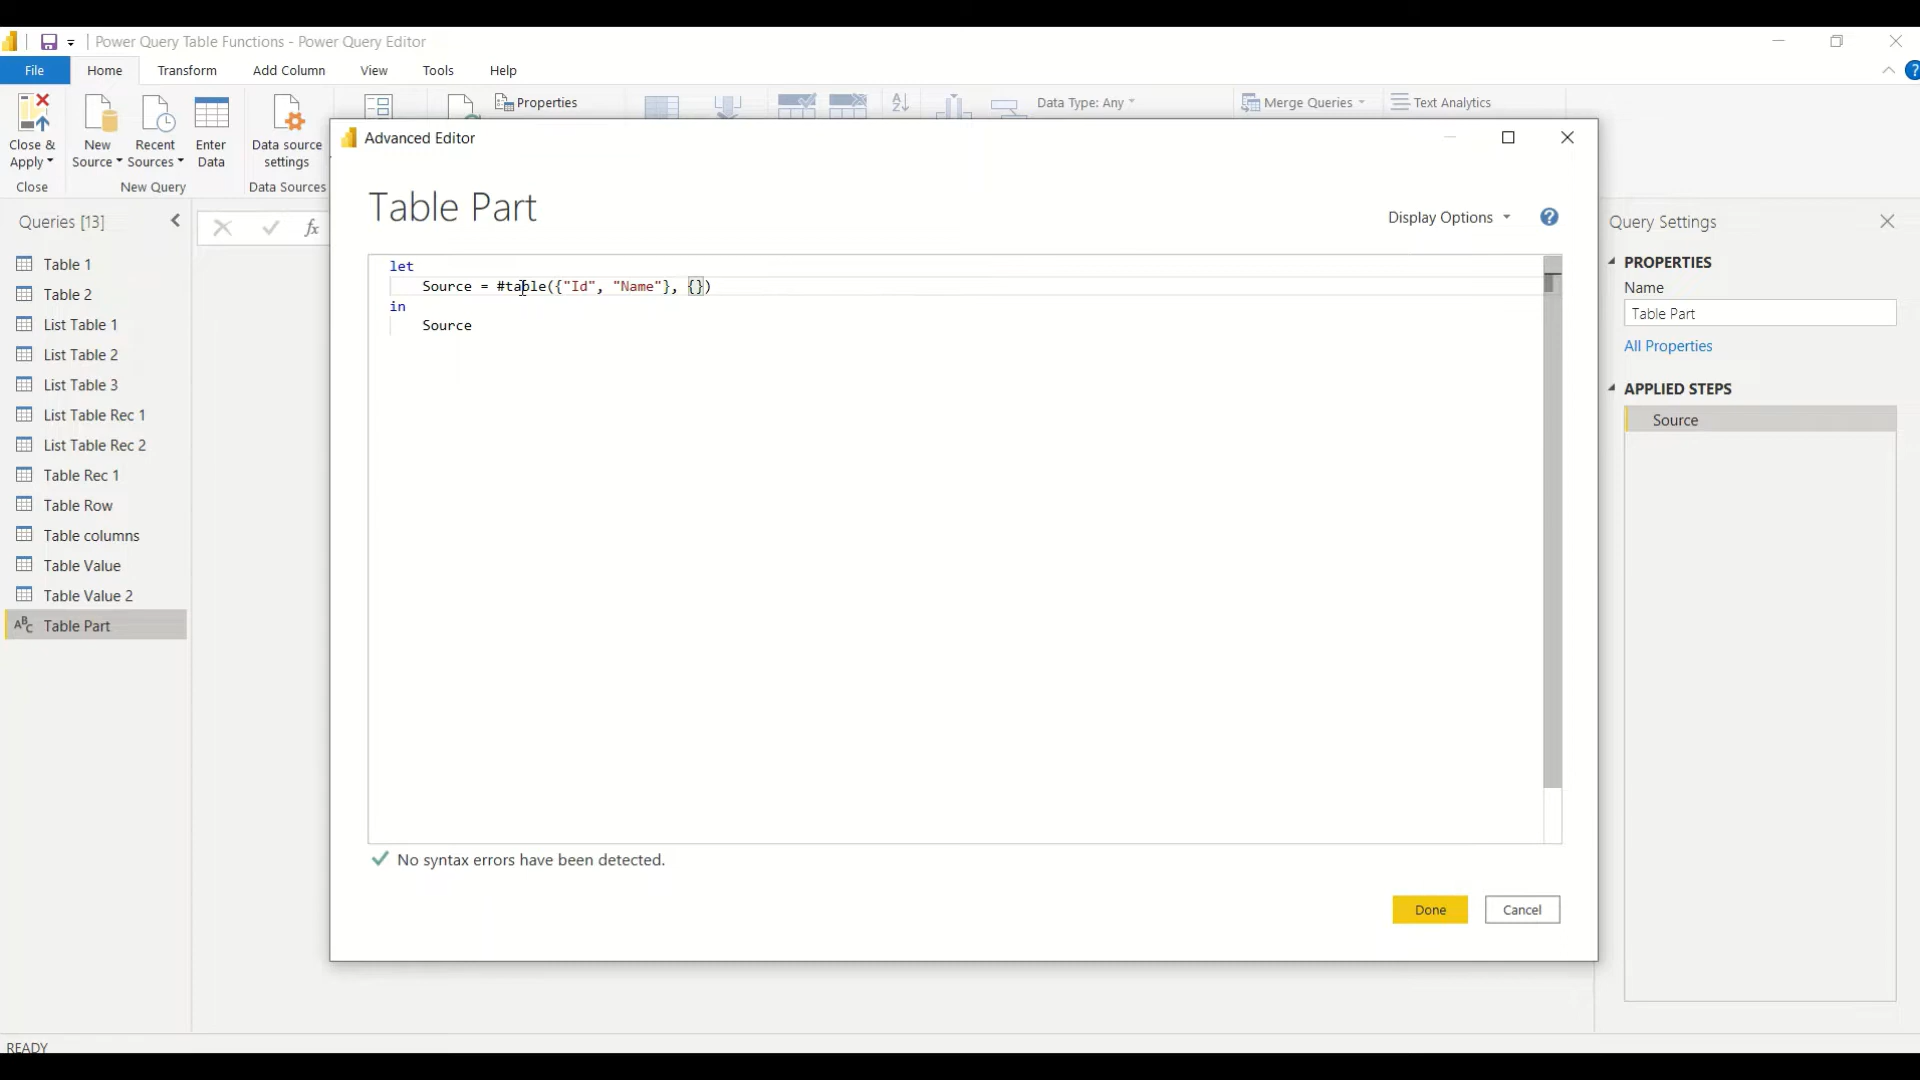 Power Query Table Functions - Power Query Editor
File Home Transform Add Column View Tools Help
Properties Data Type: Any Merge Queries Text Analytics
Close & Apply
New Source
Recent Sources
Enter Data
Data source settings
Close New Query Data Sources
Advanced Editor
Queries [13]
Table 1
Table 2
List Table 1
List Table 2
List Table 3
List Table Rec 1
List Table Rec 2
Table Rec 1
Table Row
Table columns
Table Value
Table Value 2
Table Part
fx
Table Part
Display Options
let
Source = #table({"Id", "Name"}, {})
in
Source
No syntax errors have been detected.
Done Cancel
Query Settings
PROPERTIES
Name
Table Part
All Properties
APPLIED STEPS
Source
READY